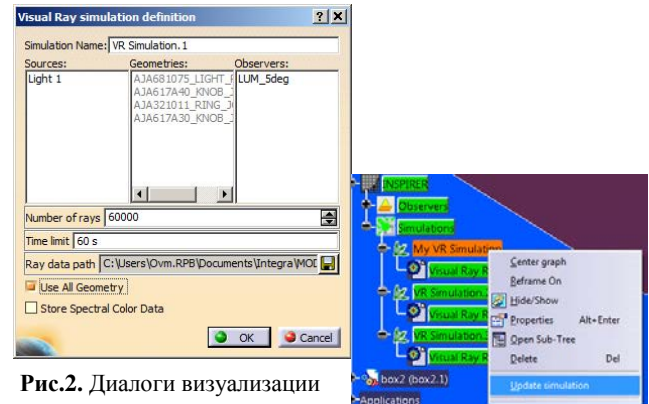 Visual Ray simulation definition
Simulation Name: VR Simulation.1
Sources: Geometries: Observers:
Light 1
AJA681075_LIGHT_
AJA617A40_KNOB_
AJA321011_RING_
AJA617A30_KNOB_
LUM_5deg
Number of rays 60000
Time limit 60 s
Ray data path C:\Users\Ovm.RPB\Documents\Integra\MOD
Use All Geometry
Store Spectral Color Data
OK Cancel
Рис.2. Диалоги визуализации
INSPIRER
Observers
Simulations
My VR Simulation
Visual Ray R
VR Simulation.
Visual Ray R
VR Simulation.
Visual Ray R
box2 (box2.1)
Applications
Center graph
Reframe On
Hide/Show
Properties Alt+Enter
Open Sub-Tree
Delete Del
Update simulation